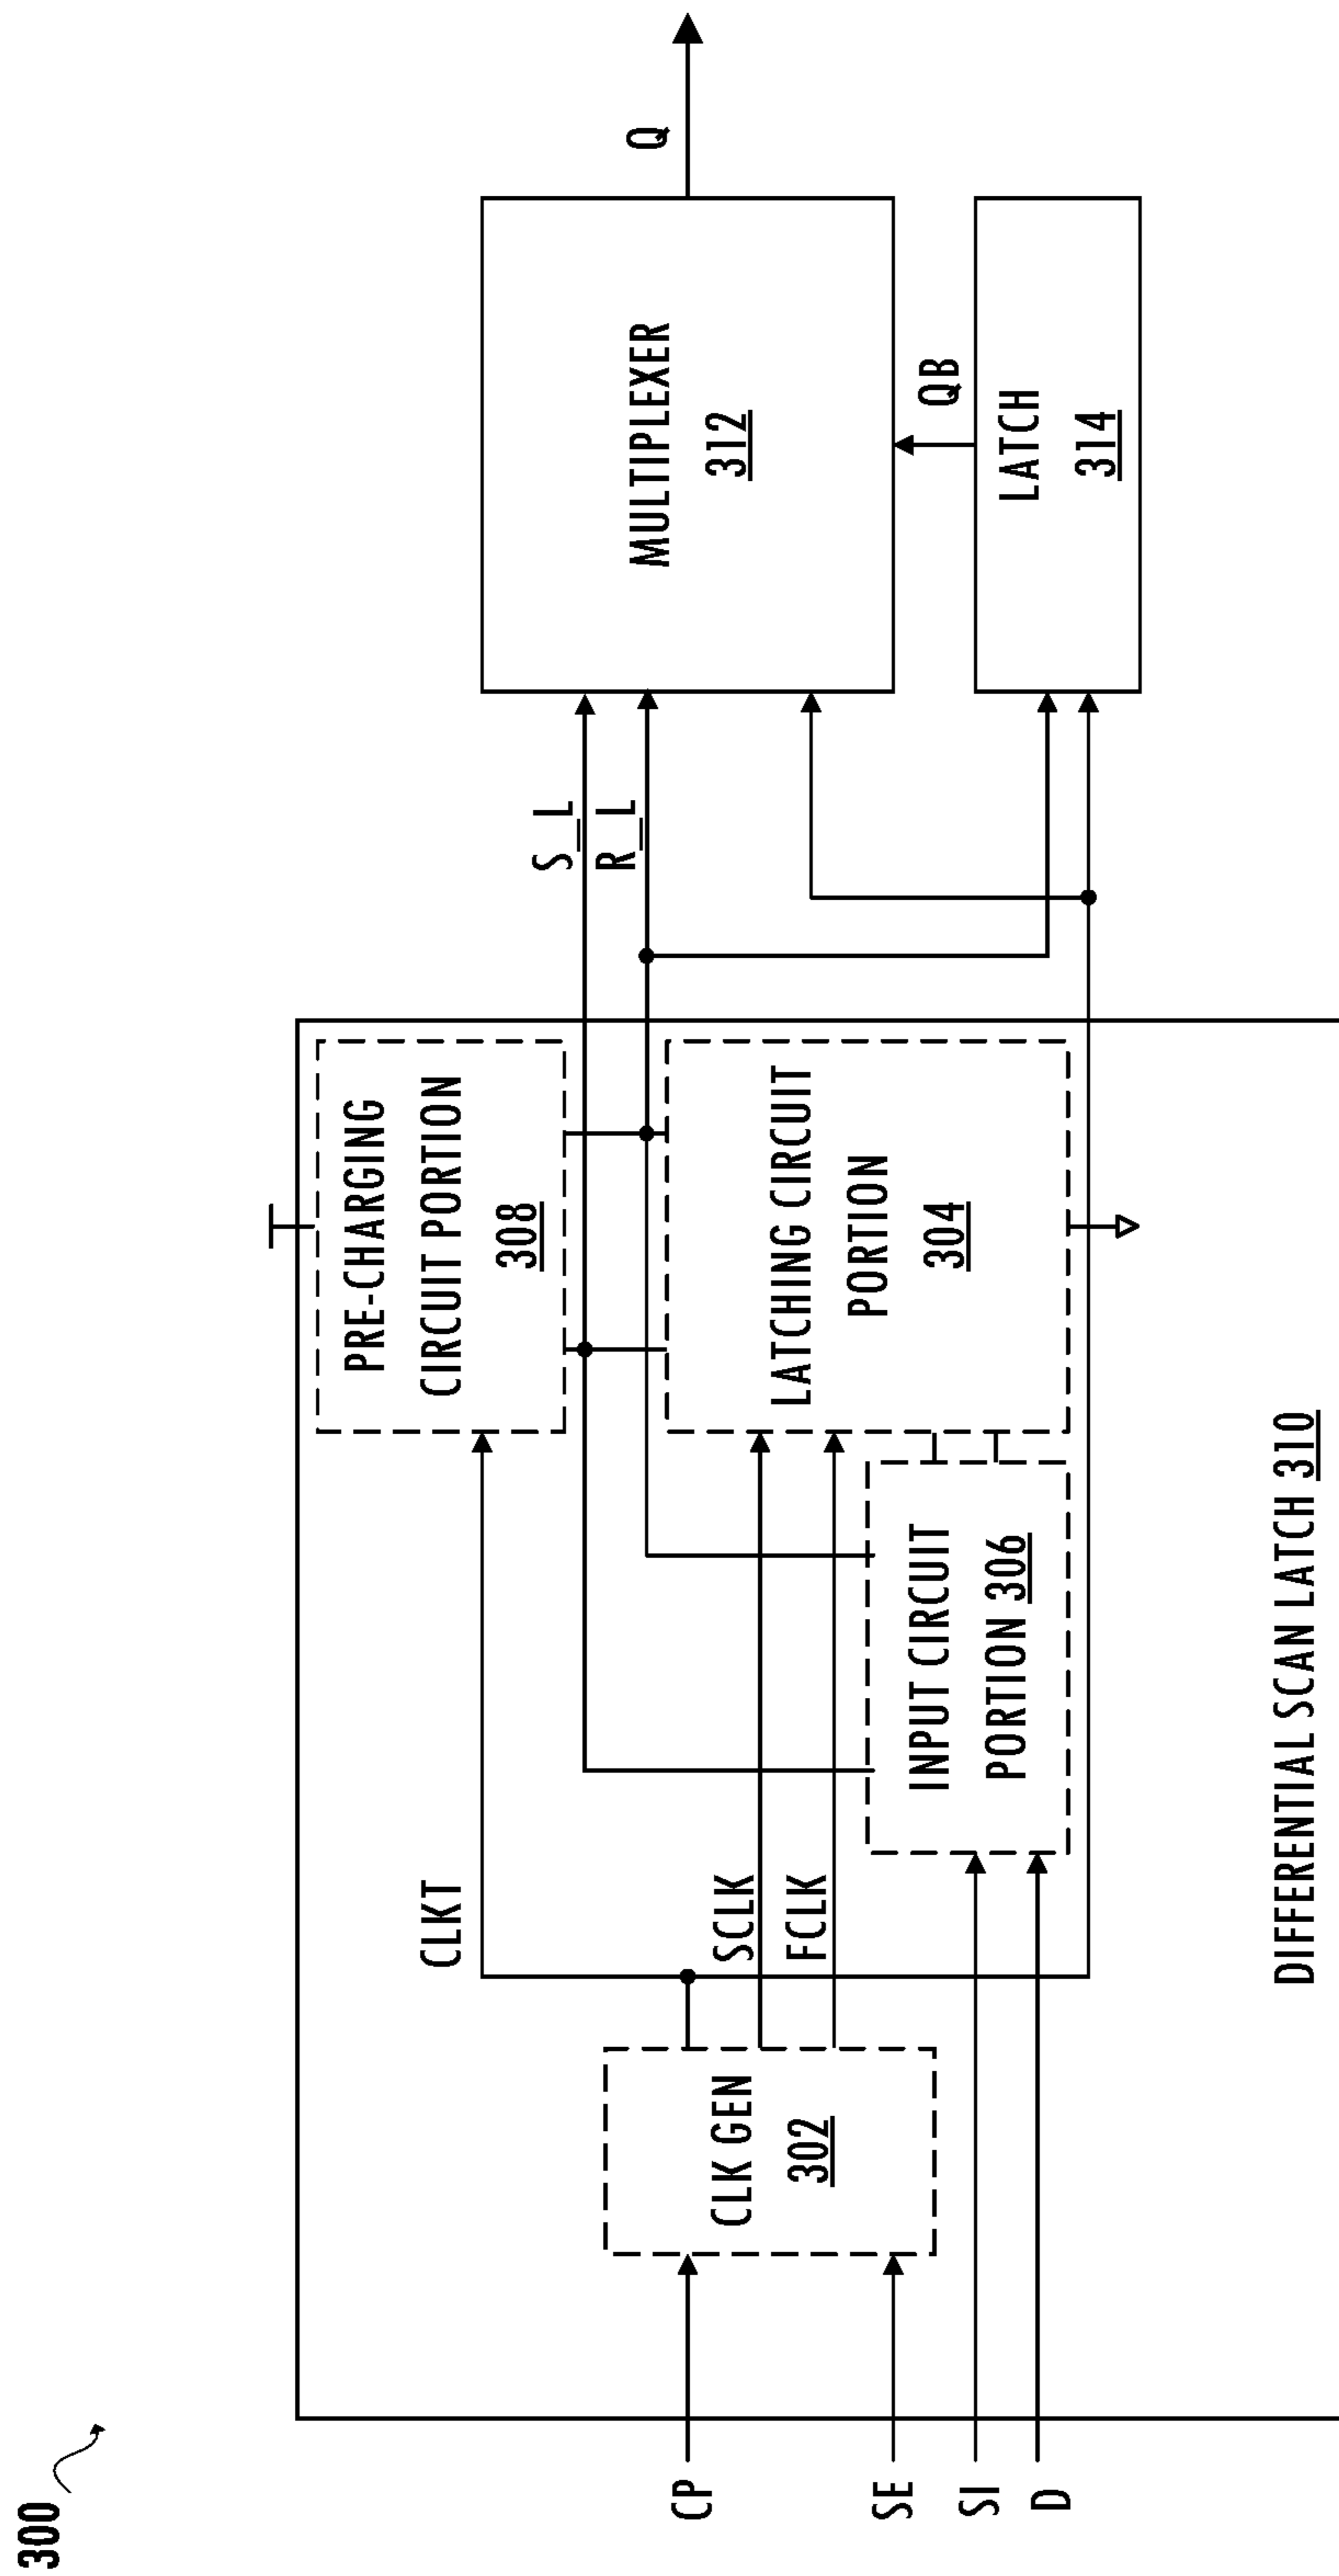 300
PRE-CHARGING
CIRCUIT PORTION
308
CLKT
S_L
R_L
Q
MULTIPLEXER
312
CP
CLK GEN
302
SCLK
FCLK
LATCHING CIRCUIT
PORTION
304
SE
SI
D
INPUT CIRCUIT
PORTION 306
QB
LATCH
314
DIFFERENTIAL SCAN LATCH 310